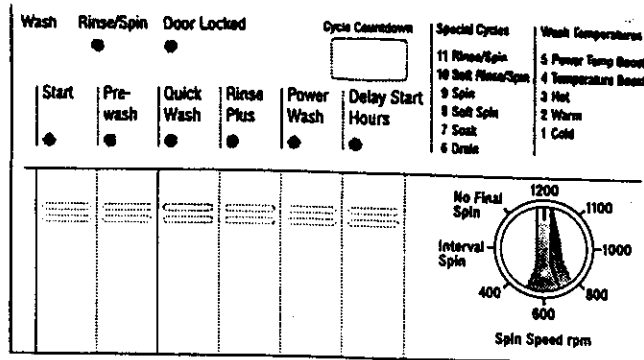 Wash Rinse/Spin Door Locked
Cycle Countdown
Special Cycles
11 Rinse/Spin
10 Soft Rinse/Spin
9 Spin
8 Soft Spin
7 Soak
6 Drain
Wash Temperatures
5 Power Temp Boost
4 Temperature Boost
3 Hot
2 Warm
1 Cold
Start
Pre-
wash
Quick
Wash
Rinse
Plus
Power
Wash
Delay Start
Hours
No Final
Spin
1200
1100
Interval
Spin
1000
400
600
800
Spin Speed rpm